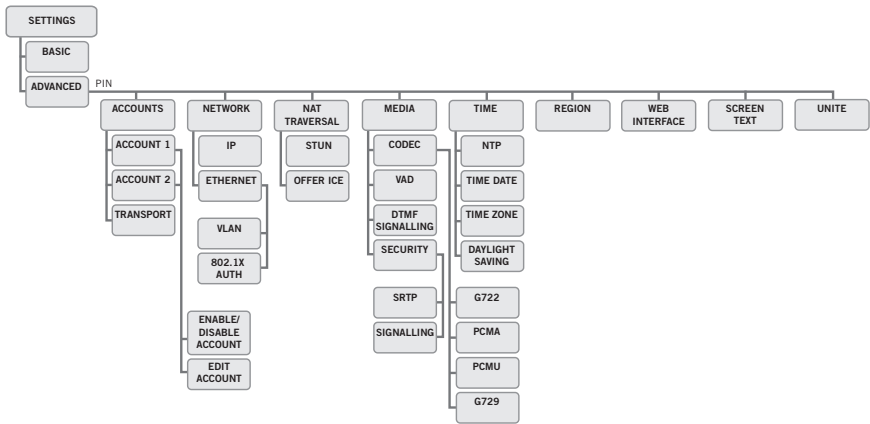 SETTINGS
BASIC
ADVANCED
PIN
ACCOUNTS
NETWORK
NAT
TRAVERSAL
MEDIA
TIME
REGION
WEB
INTERFACE
SCREEN
TEXT
UNITE
ACCOUNT 1
ACCOUNT 2
TRANSPORT
ENABLE/
DISABLE
ACCOUNT
EDIT
ACCOUNT
IP
ETHERNET
VLAN
802.1X
AUTH
STUN
OFFER ICE
CODEC
VAD
DTMF
SIGNALLING
SECURITY
SRTP
SIGNALLING
NTP
TIME DATE
TIME ZONE
DAYLIGHT
SAVING
G722
PCMA
PCMU
G729